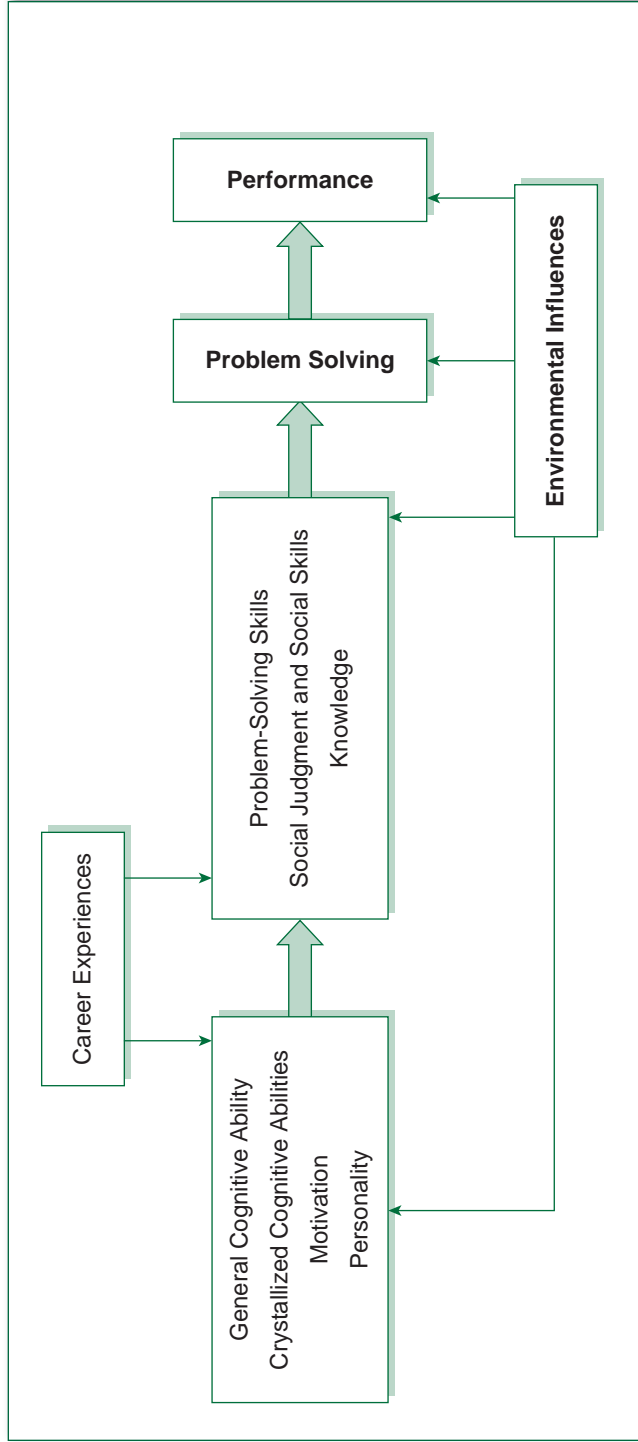 Career Experiences
General Cognitive Ability
Crystallized Cognitive Abilities
Motivation
Personality
Problem-Solving Skills
Social Judgment and Social Skills
Knowledge
Problem Solving
Performance
Environmental Influences